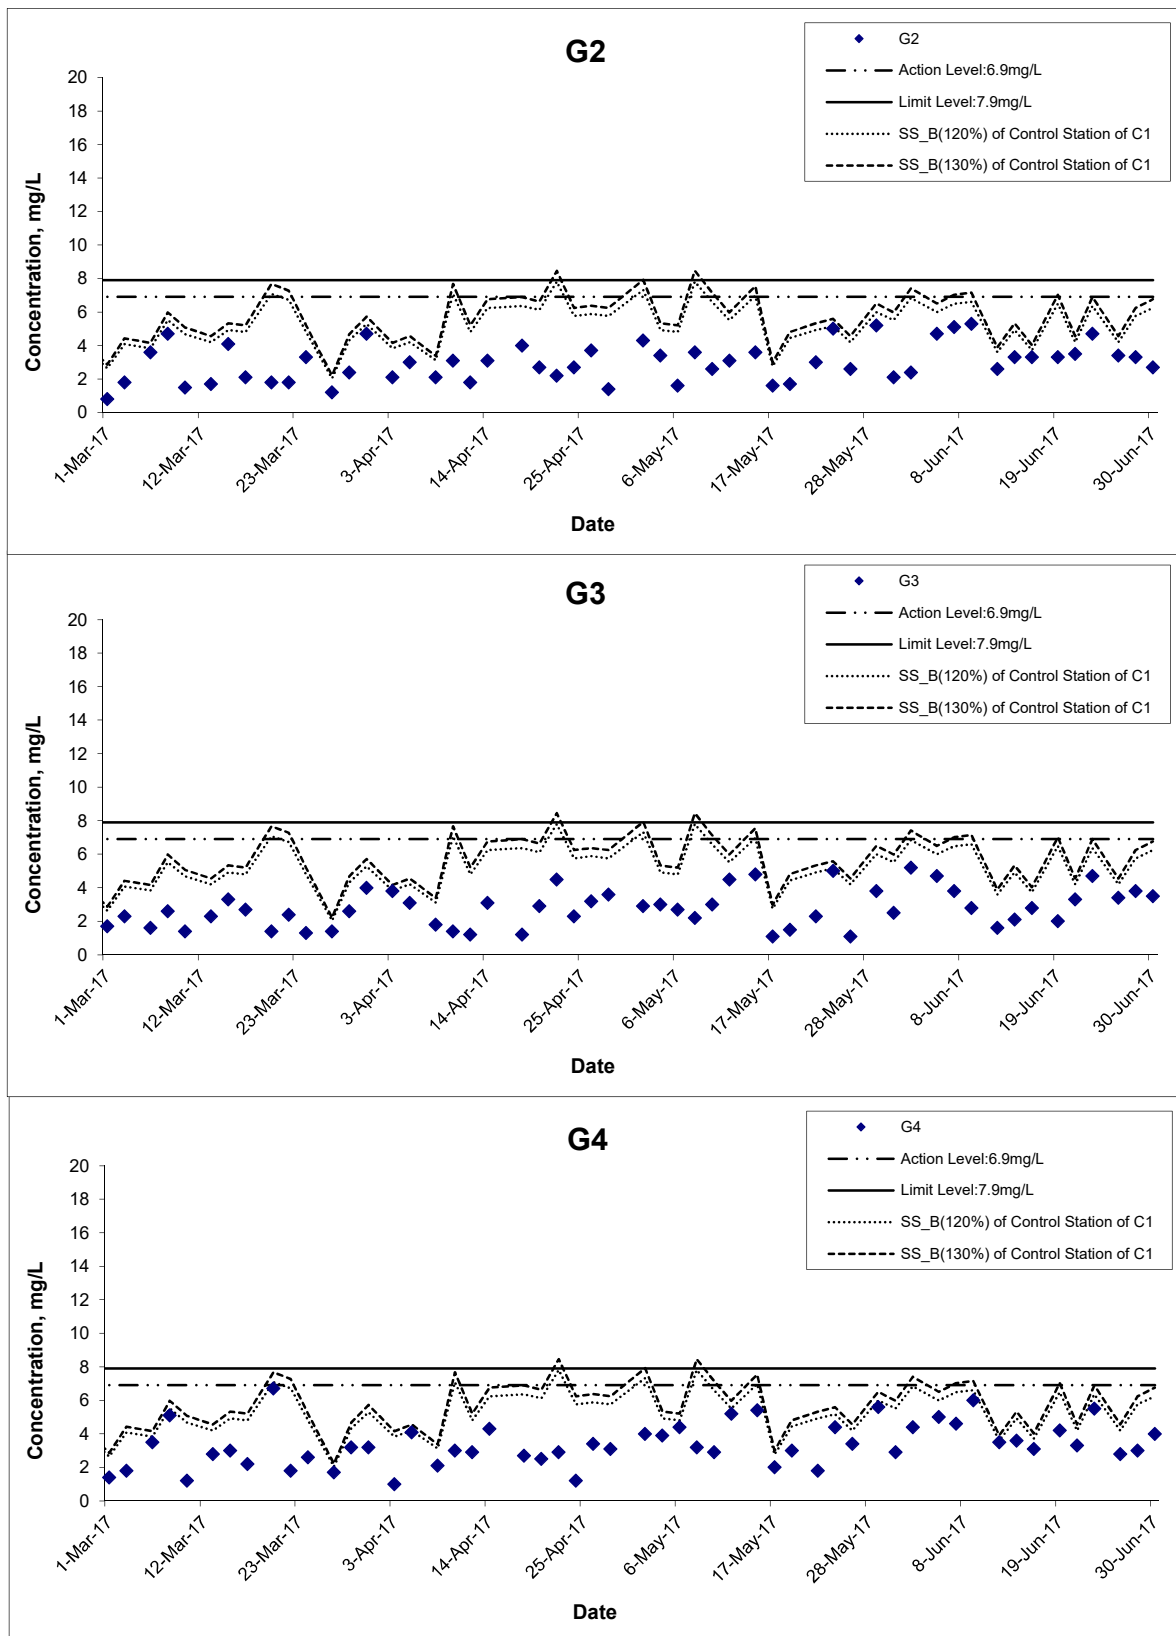 G2
G2
Action Level:6.9mg/L
Limit Level:7.9mg/L
SS_B(120%) of Control Station of C1
SS_B(130%) of Control Station of C1
Concentration, mg/L
20
18
16
14
12
10
8
6
4
2
0
1-Mar-17
12-Mar-17
23-Mar-17
3-Apr-17
14-Apr-17
25-Apr-17
6-May-17
17-May-17
28-May-17
8-Jun-17
19-Jun-17
30-Jun-17
Date
G3
G3
Action Level:6.9mg/L
Limit Level:7.9mg/L
SS_B(120%) of Control Station of C1
SS_B(130%) of Control Station of C1
Concentration, mg/L
20
18
16
14
12
10
8
6
4
2
0
1-Mar-17
12-Mar-17
23-Mar-17
3-Apr-17
14-Apr-17
25-Apr-17
6-May-17
17-May-17
28-May-17
8-Jun-17
19-Jun-17
30-Jun-17
Date
G4
G4
Action Level:6.9mg/L
Limit Level:7.9mg/L
SS_B(120%) of Control Station of C1
SS_B(130%) of Control Station of C1
Concentration, mg/L
20
18
16
14
12
10
8
6
4
2
0
1-Mar-17
12-Mar-17
23-Mar-17
3-Apr-17
14-Apr-17
25-Apr-17
6-May-17
17-May-17
28-May-17
8-Jun-17
19-Jun-17
30-Jun-17
Date